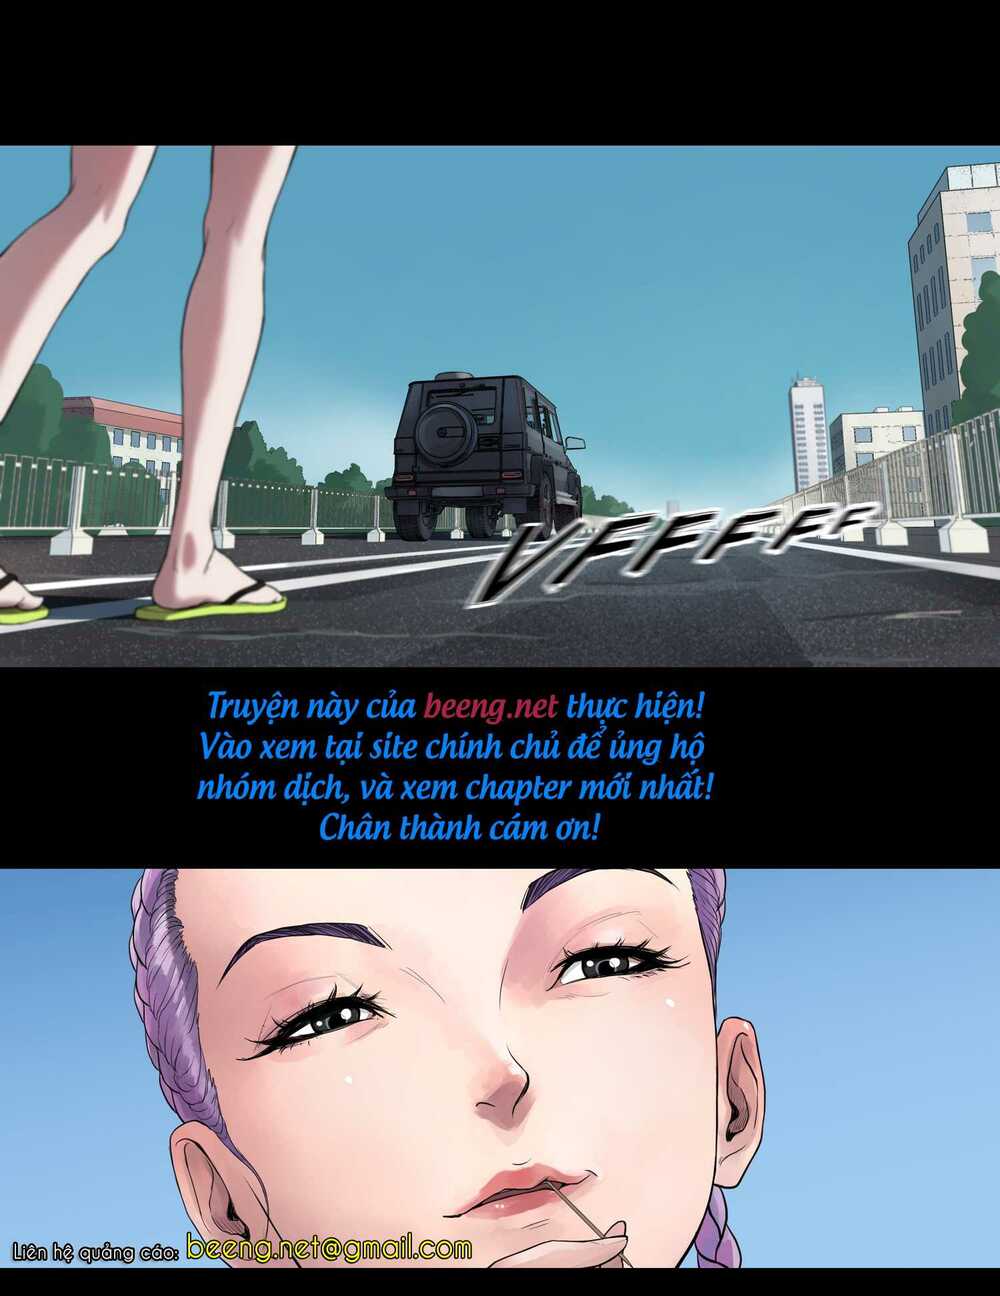 VFFFFFF
Truyện này của beeng.net thực hiện!
Vào xem tại site chính chủ để ủng hộ
nhóm dịch, và xem chapter mới nhất!
Chân thành cám ơn!
Liên hệ quảng cáo: beeng.net@gmail.com